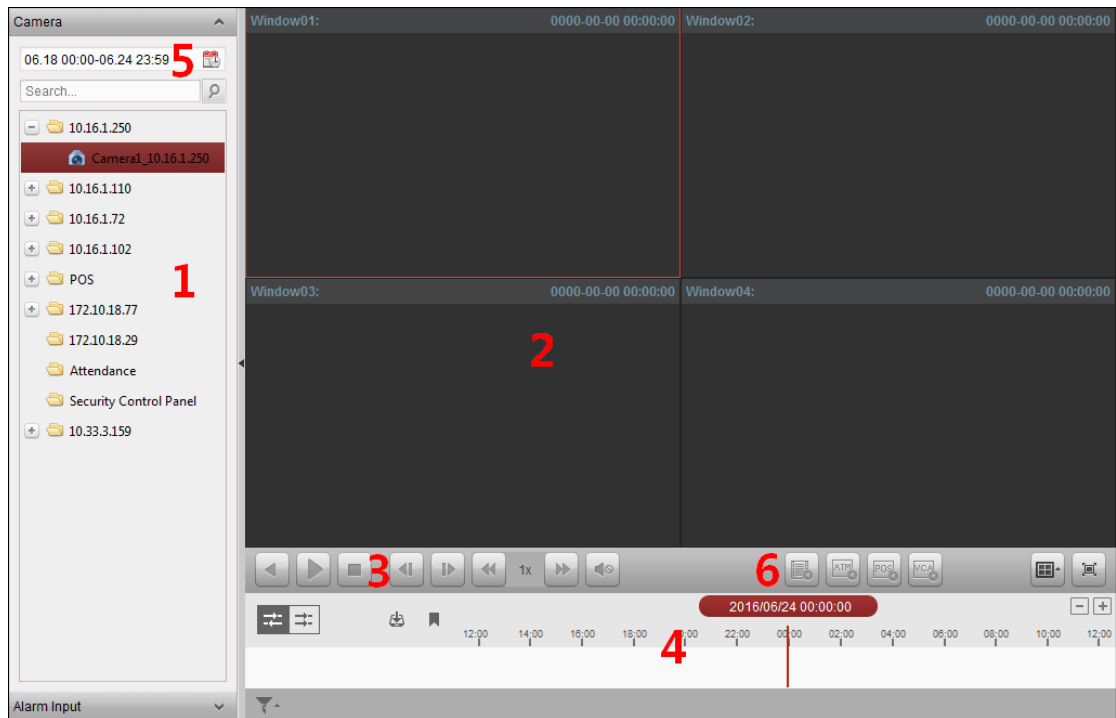 Camera
06.18 00:00-06.24 23:59
5
Search...
10.16.1.250
Camera1_10.16.1.250
10.16.1.110
10.16.1.72
10.16.1.102
POS
1
172.10.18.77
172.10.18.29
Attendance
Security Control Panel
10.33.3.159
Alarm Input
Window01: 0000-00-00 00:00:00
Window02: 0000-00-00 00:00:00
Window03: 0000-00-00 00:00:00
Window04: 0000-00-00 00:00:00
2
3
1x
6
ATM
POS
VCA
2016/06/24 00:00:00
12:00 14:00 16:00 18:00 22:00 00:00 02:00 04:00 06:00 08:00 10:00 12:00
4